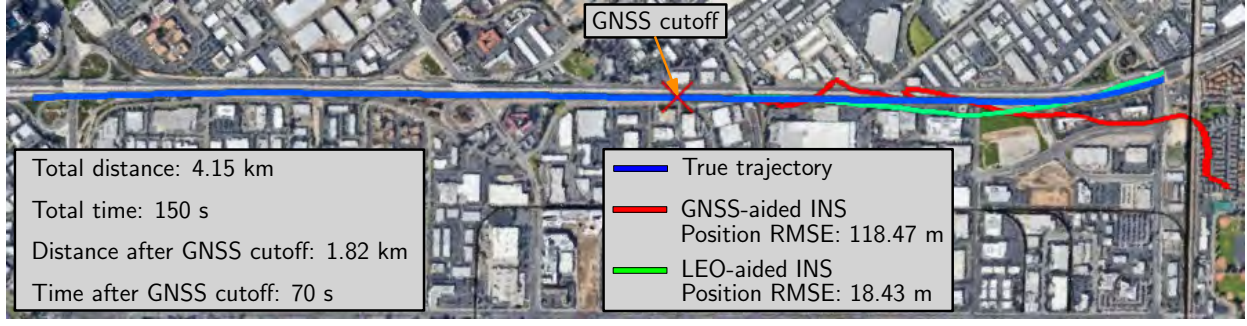 GNSS cutoff
Total distance: 4.15 km
Total time: 150 s
Distance after GNSS cutoff: 1.82 km
Time after GNSS cutoff: 70 s
True trajectory
GNSS-aided INS
Position RMSE: 118.47 m
LEO-aided INS
Position RMSE: 18.43 m